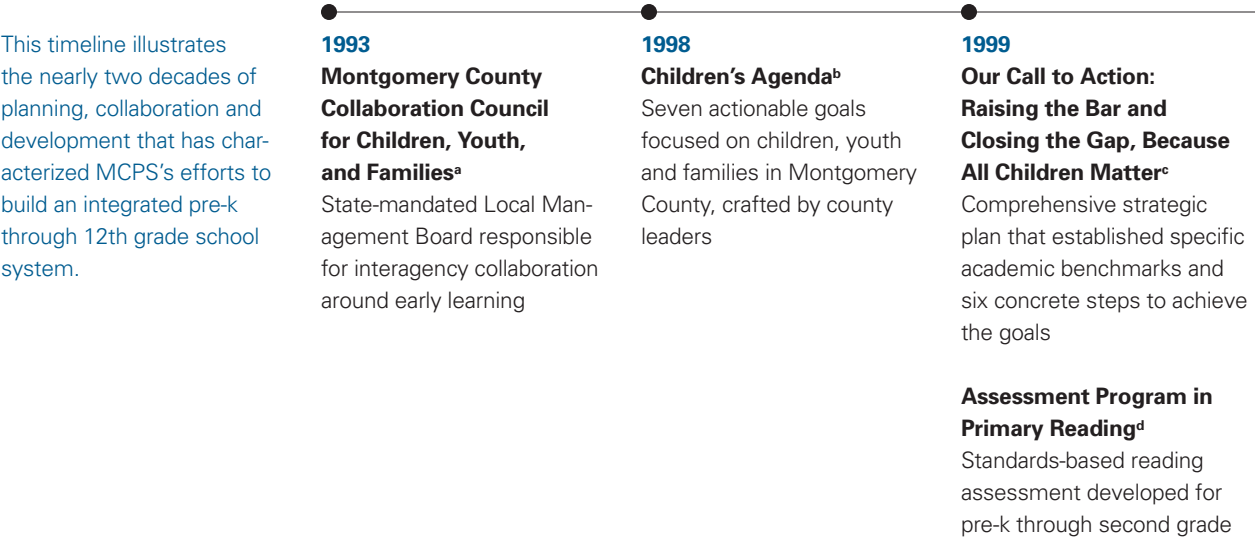 This timeline illustrates
the nearly two decades of
planning, collaboration and
development that has char-
acterized MCPS's efforts to
build an integrated pre-k
through 12th grade school
system.
1993
Montgomery County
Collaboration Council
for Children, Youth,
and Familiesᵃ
State-mandated Local Man-
agement Board responsible
for interagency collaboration
around early learning
1998
Children's Agendaᵇ
Seven actionable goals
focused on children, youth
and families in Montgomery
County, crafted by county
leaders
1999
Our Call to Action:
Raising the Bar and
Closing the Gap, Because
All Children Matterᶜ
Comprehensive strategic
plan that established specific
academic benchmarks and
six concrete steps to achieve
the goals
Assessment Program in
Primary Readingᵈ
Standards-based reading
assessment developed for
pre-k through second grade